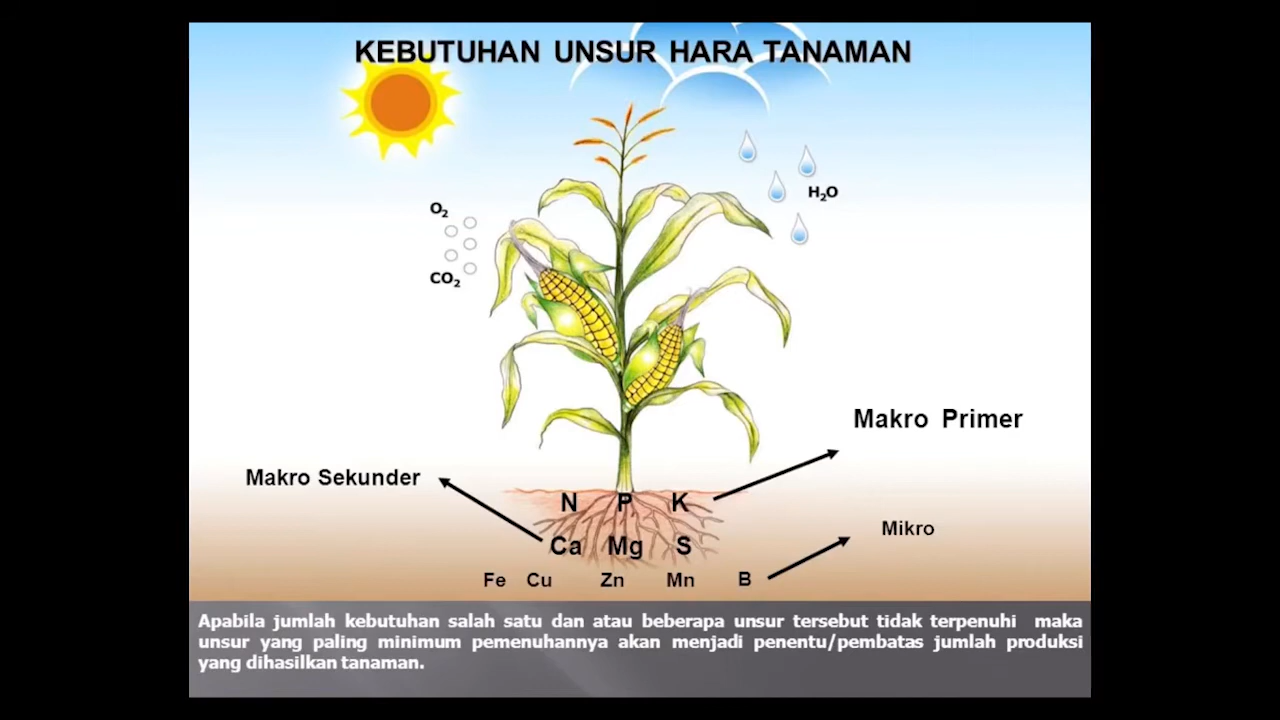 KEBUTUHAN UNSUR HARA TANAMAN
H₂O
O₂
CO₂
Makro Primer
Makro Sekunder
N P K
Mikro
Ca Mg S
Fe Cu Zn Mn B
Apabila jumlah kebutuhan salah satu dan atau beberapa unsur tersebut tidak terpenuhi maka
unsur yang paling minimum pemenuhannya akan menjadi penentu/pembatas jumlah produksi
yang dihasilkan tanaman.